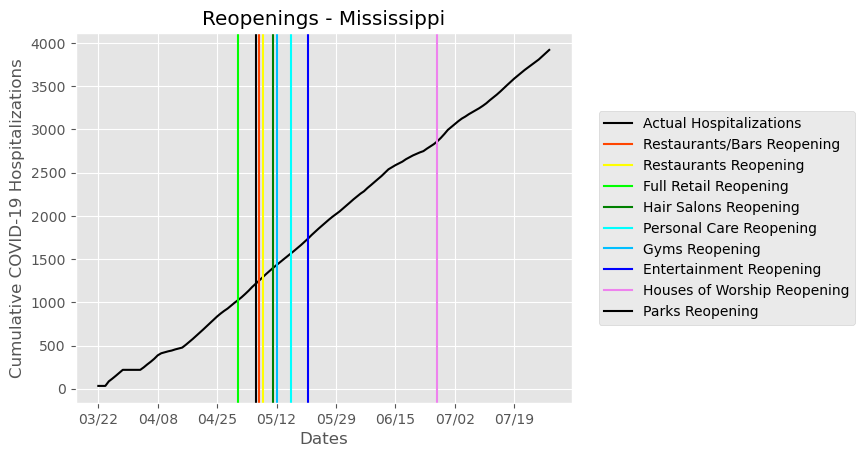 Reopenings - Mississippi
4000
3500
3000
2500
2000
1500
1000
500
0
Cumulative COVID-19 Hospitalizations
03/22 04/08 04/25 05/12 05/29 06/15 07/02 07/19
Dates
Actual Hospitalizations
Restaurants/Bars Reopening
Restaurants Reopening
Full Retail Reopening
Hair Salons Reopening
Personal Care Reopening
Gyms Reopening
Entertainment Reopening
Houses of Worship Reopening
Parks Reopening